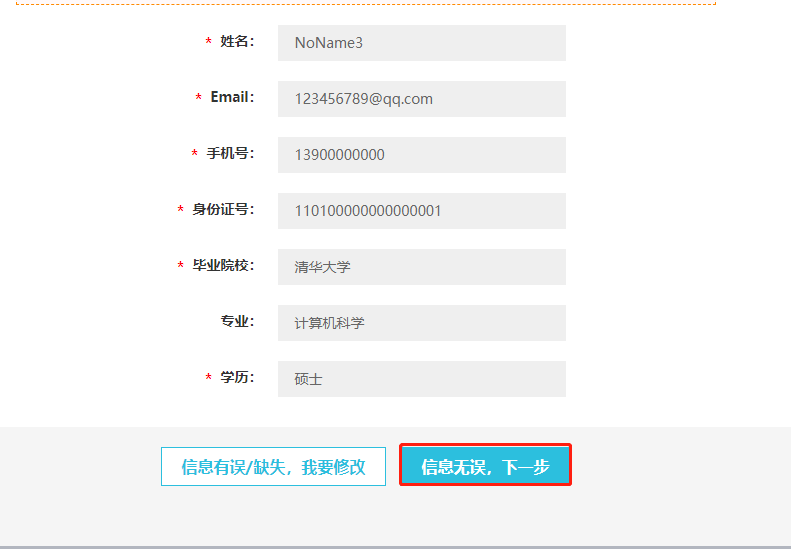 * 姓名： NoName3
* Email： 123456789@qq.com
* 手机号： 13900000000
* 身份证号： 110100000000000001
* 毕业院校： 清华大学
专业： 计算机科学
* 学历： 硕士
信息有误/缺失，我要修改 信息无误，下一步